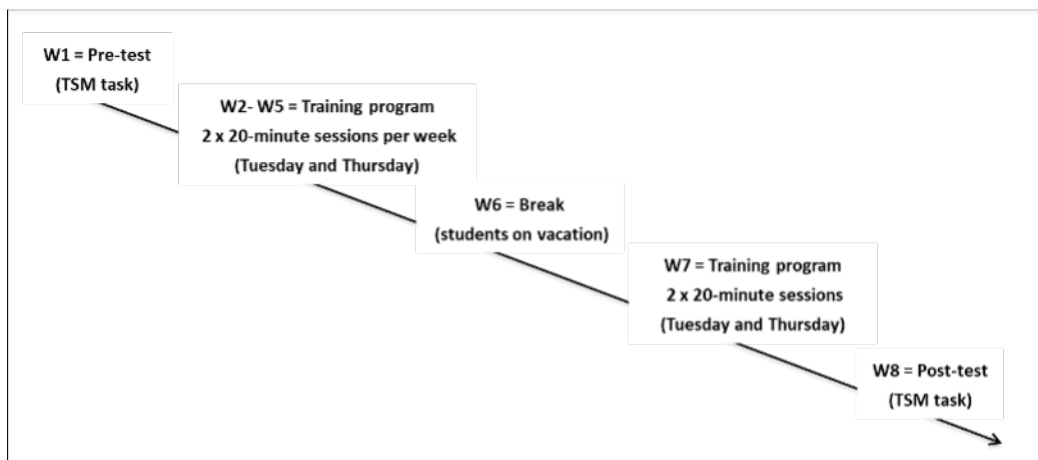 W1 = Pre-test
(TSM task)
W2- W5 = Training program
2 x 20-minute sessions per week
(Tuesday and Thursday)
W6 = Break
(students on vacation)
W7 = Training program
2 x 20-minute sessions
(Tuesday and Thursday)
W8 = Post-test
(TSM task)